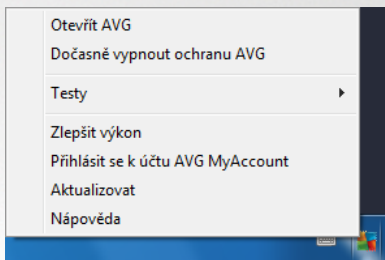 Otevřít AVG
Dočasně vypnout ochranu AVG
Testy
Zlepšit výkon
Přihlásit se k účtu AVG MyAccount
Aktualizovat
Nápověda